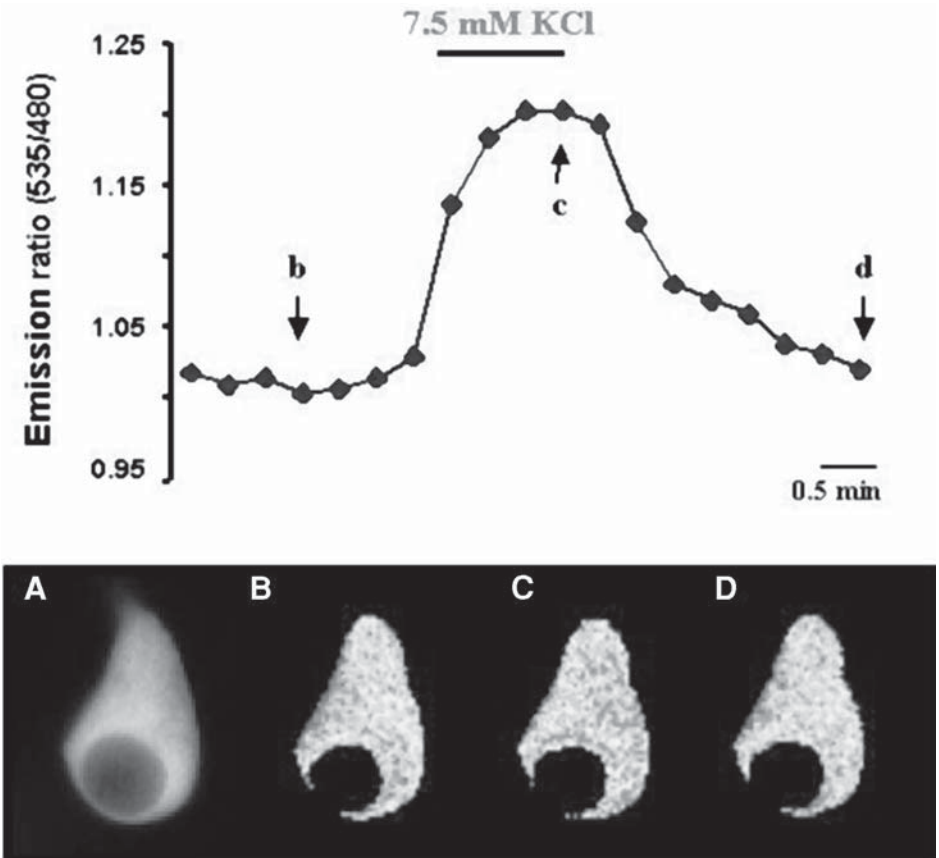 7.5 mM KCl
1.25
1.15
1.05
0.95
Emission ratio (535/480)
b
c
d
0.5 min
A
B
C
D